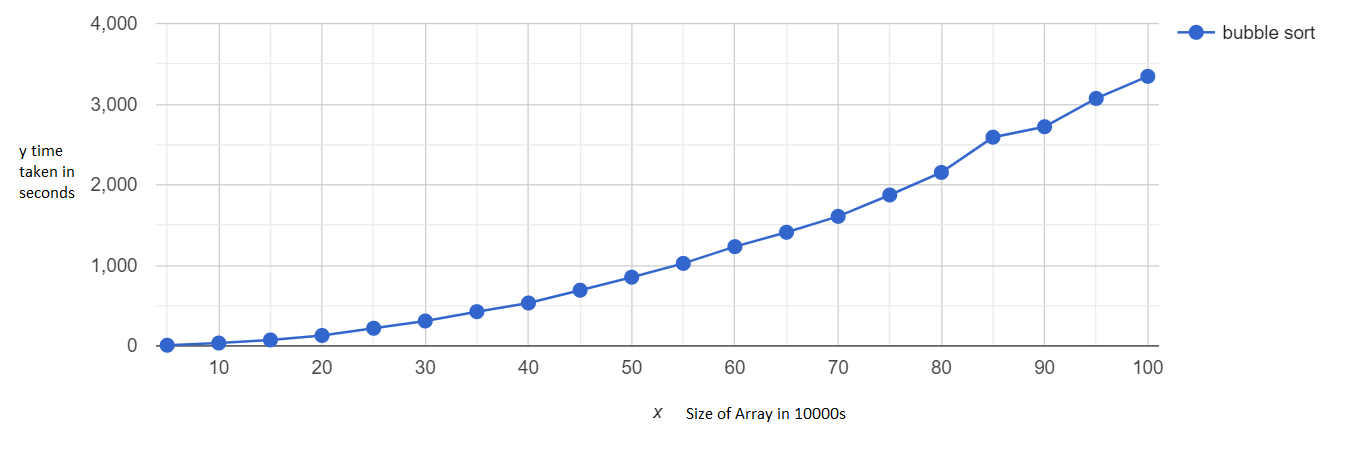 4,000
bubble sort
3,000
y time
taken in
seconds
2,000
1,000
0
10 20 30 40 50 60 70 80 90 100
x Size of Array in 10000s